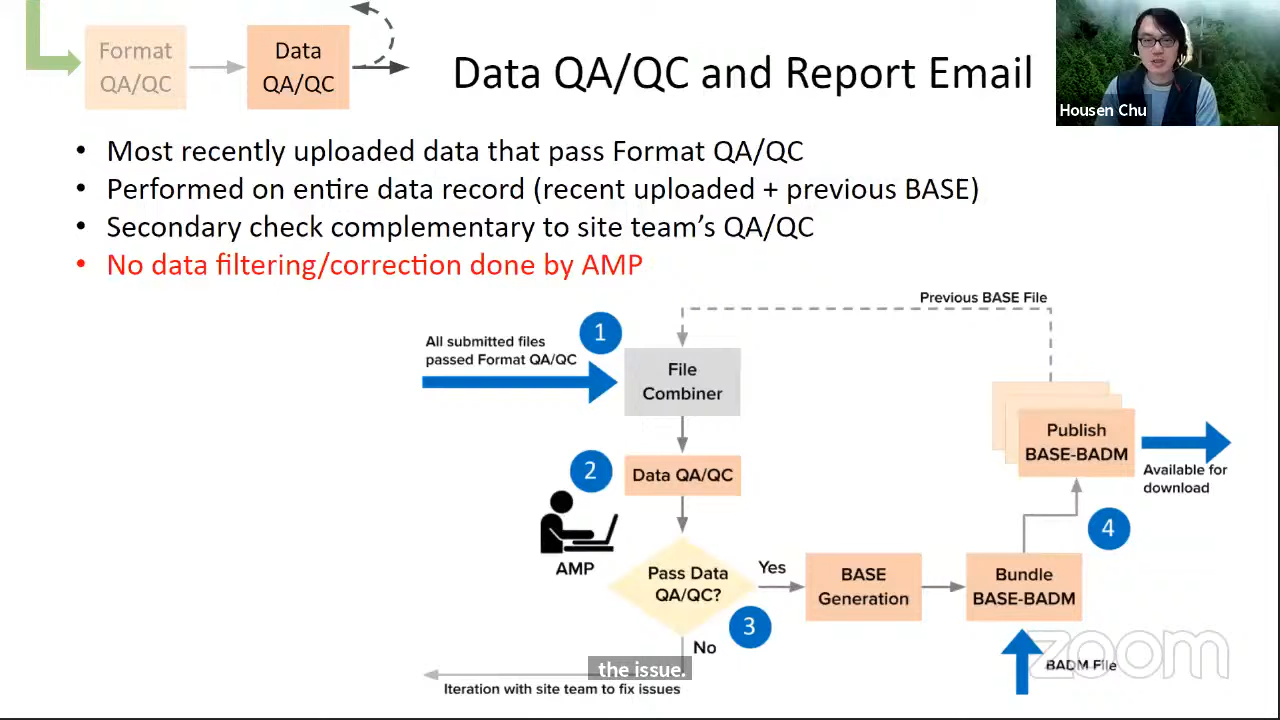 Format
QA/QC
Data
QA/QC
Data QA/QC and Report Email
Housen Chu
• Most recently uploaded data that pass Format QA/QC
• Performed on entire data record (recent uploaded + previous BASE)
• Secondary check complementary to site team's QA/QC
• No data filtering/correction done by AMP
Previous BASE File
1
All submitted files
passed Format QA/QC
File
Combiner
Publish
BASE-BADM
Available for
download
2
Data QA/QC
AMP
4
Pass Data
QA/QC?
Yes
BASE
Generation
Bundle
BASE-BADM
3
No
BADM File
zoom
the issue.
Iteration with site team to fix issues